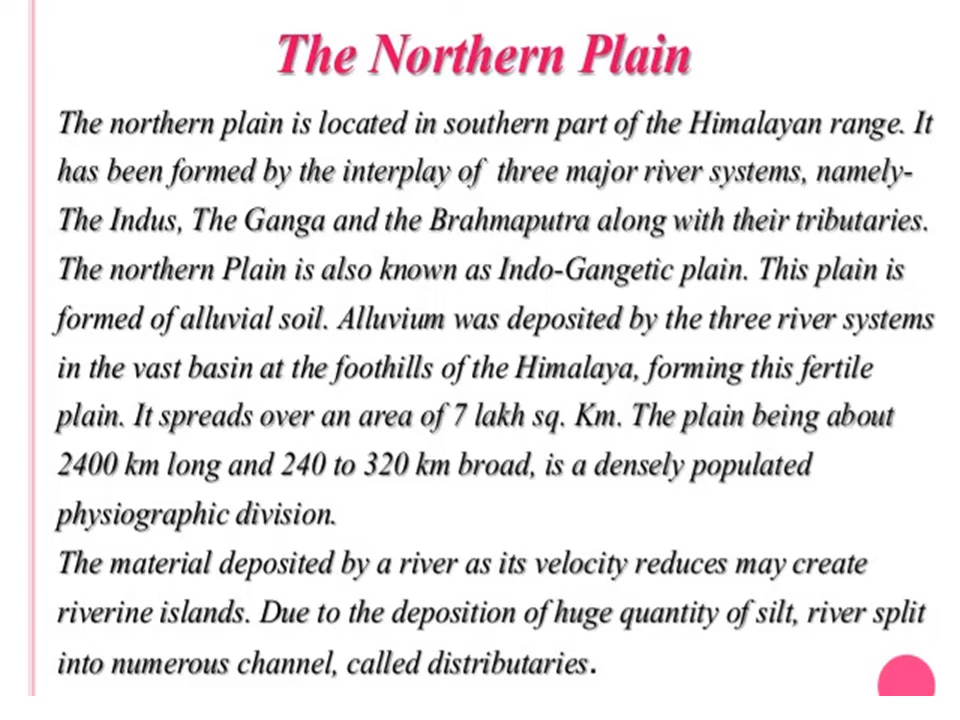 The Northern Plain
The northern plain is located in southern part of the Himalayan range. It
has been formed by the interplay of three major river systems, namely-
The Indus, The Ganga and the Brahmaputra along with their tributaries.
The northern Plain is also known as Indo-Gangetic plain. This plain is
formed of alluvial soil. Alluvium was deposited by the three river systems
in the vast basin at the foothills of the Himalaya, forming this fertile
plain. It spreads over an area of 7 lakh sq. Km. The plain being about
2400 km long and 240 to 320 km broad, is a densely populated
physiographic division.
The material deposited by a river as its velocity reduces may create
riverine islands. Due to the deposition of huge quantity of silt, river split
into numerous channel, called distributaries.